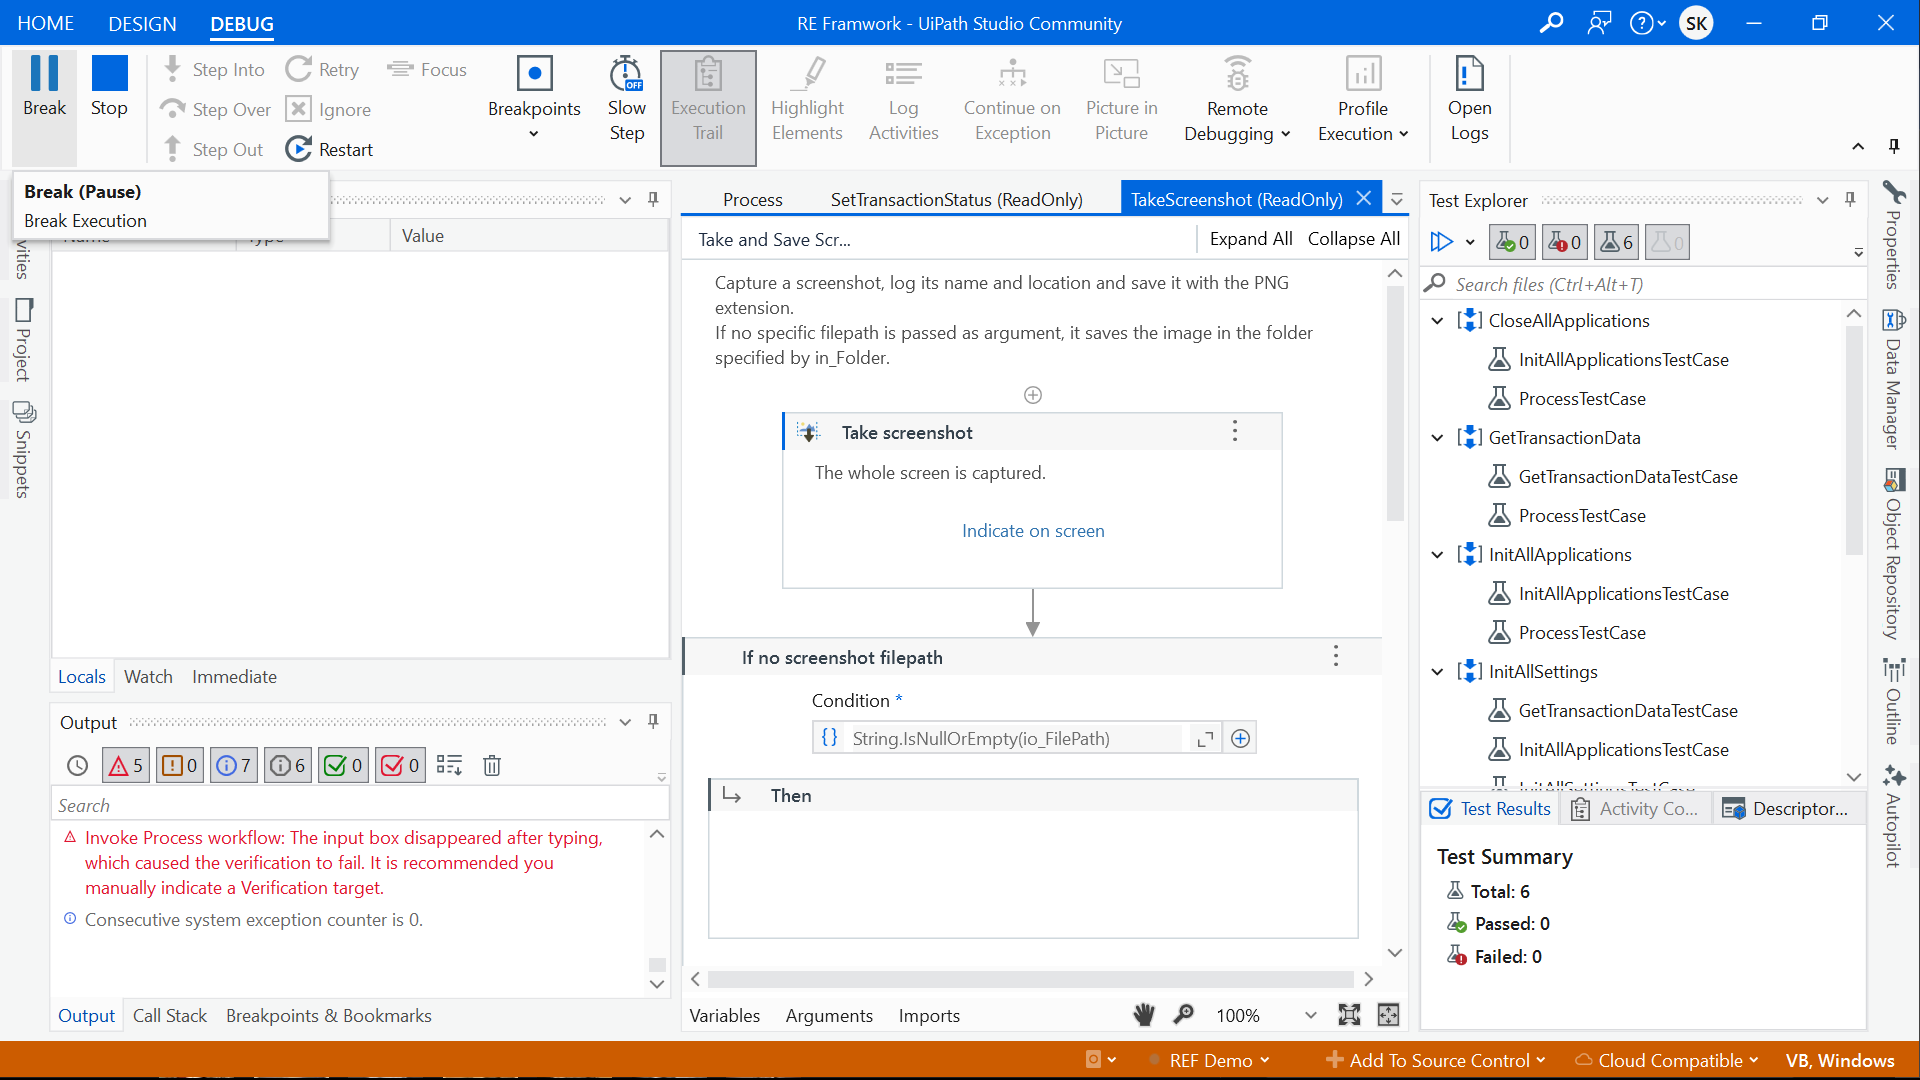 HOME DESIGN DEBUG
RE Framwork - UiPath Studio Community
SK
Break
Stop
Step Into
Step Over
Step Out
Retry
Ignore
Restart
Focus
Breakpoints
Slow
Step
OFF
Execution
Trail
Highlight
Elements
Log
Activities
Continue on
Exception
Picture in
Picture
Remote
Debugging
Profile
Execution
Open
Logs
Break (Pause)
Break Execution
Name Type Value
vities
Project
Snippets
Locals Watch Immediate
Output
5 0 7 6 0 0
Search
Invoke Process workflow: The input box disappeared after typing,
which caused the verification to fail. It is recommended you
manually indicate a Verification target.
Consecutive system exception counter is 0.
Output Call Stack Breakpoints & Bookmarks
Process SetTransactionStatus (ReadOnly) TakeScreenshot (ReadOnly)
Take and Save Scr... Expand All Collapse All
Capture a screenshot, log its name and location and save it with the PNG
extension.
If no specific filepath is passed as argument, it saves the image in the folder
specified by in_Folder.
Take screenshot
The whole screen is captured.
Indicate on screen
If no screenshot filepath
Condition *
{} String.IsNullOrEmpty(io_FilePath)
Then
Variables Arguments Imports 100%
Test Explorer
0 0 6 0
Search files (Ctrl+Alt+T)
CloseAllApplications
InitAllApplicationsTestCase
ProcessTestCase
GetTransactionData
GetTransactionDataTestCase
ProcessTestCase
InitAllApplications
InitAllApplicationsTestCase
ProcessTestCase
InitAllSettings
GetTransactionDataTestCase
InitAllApplicationsTestCase
InitAllSettingsTestCase
Test Results Activity Co... Descriptor...
Test Summary
Total: 6
Passed: 0
Failed: 0
Properties
Data Manager
Object Repository
Outline
Autopilot
REF Demo Add To Source Control Cloud Compatible VB, Windows